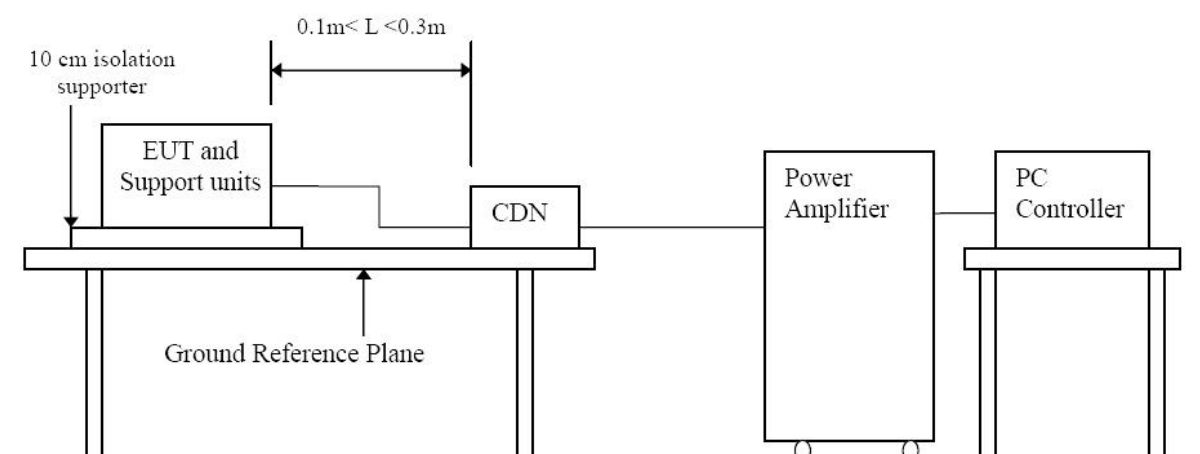 0.1m< L <0.3m
10 cm isolation
supporter
EUT and
Support units
CDN
Power
Amplifier
PC
Controller
Ground Reference Plane